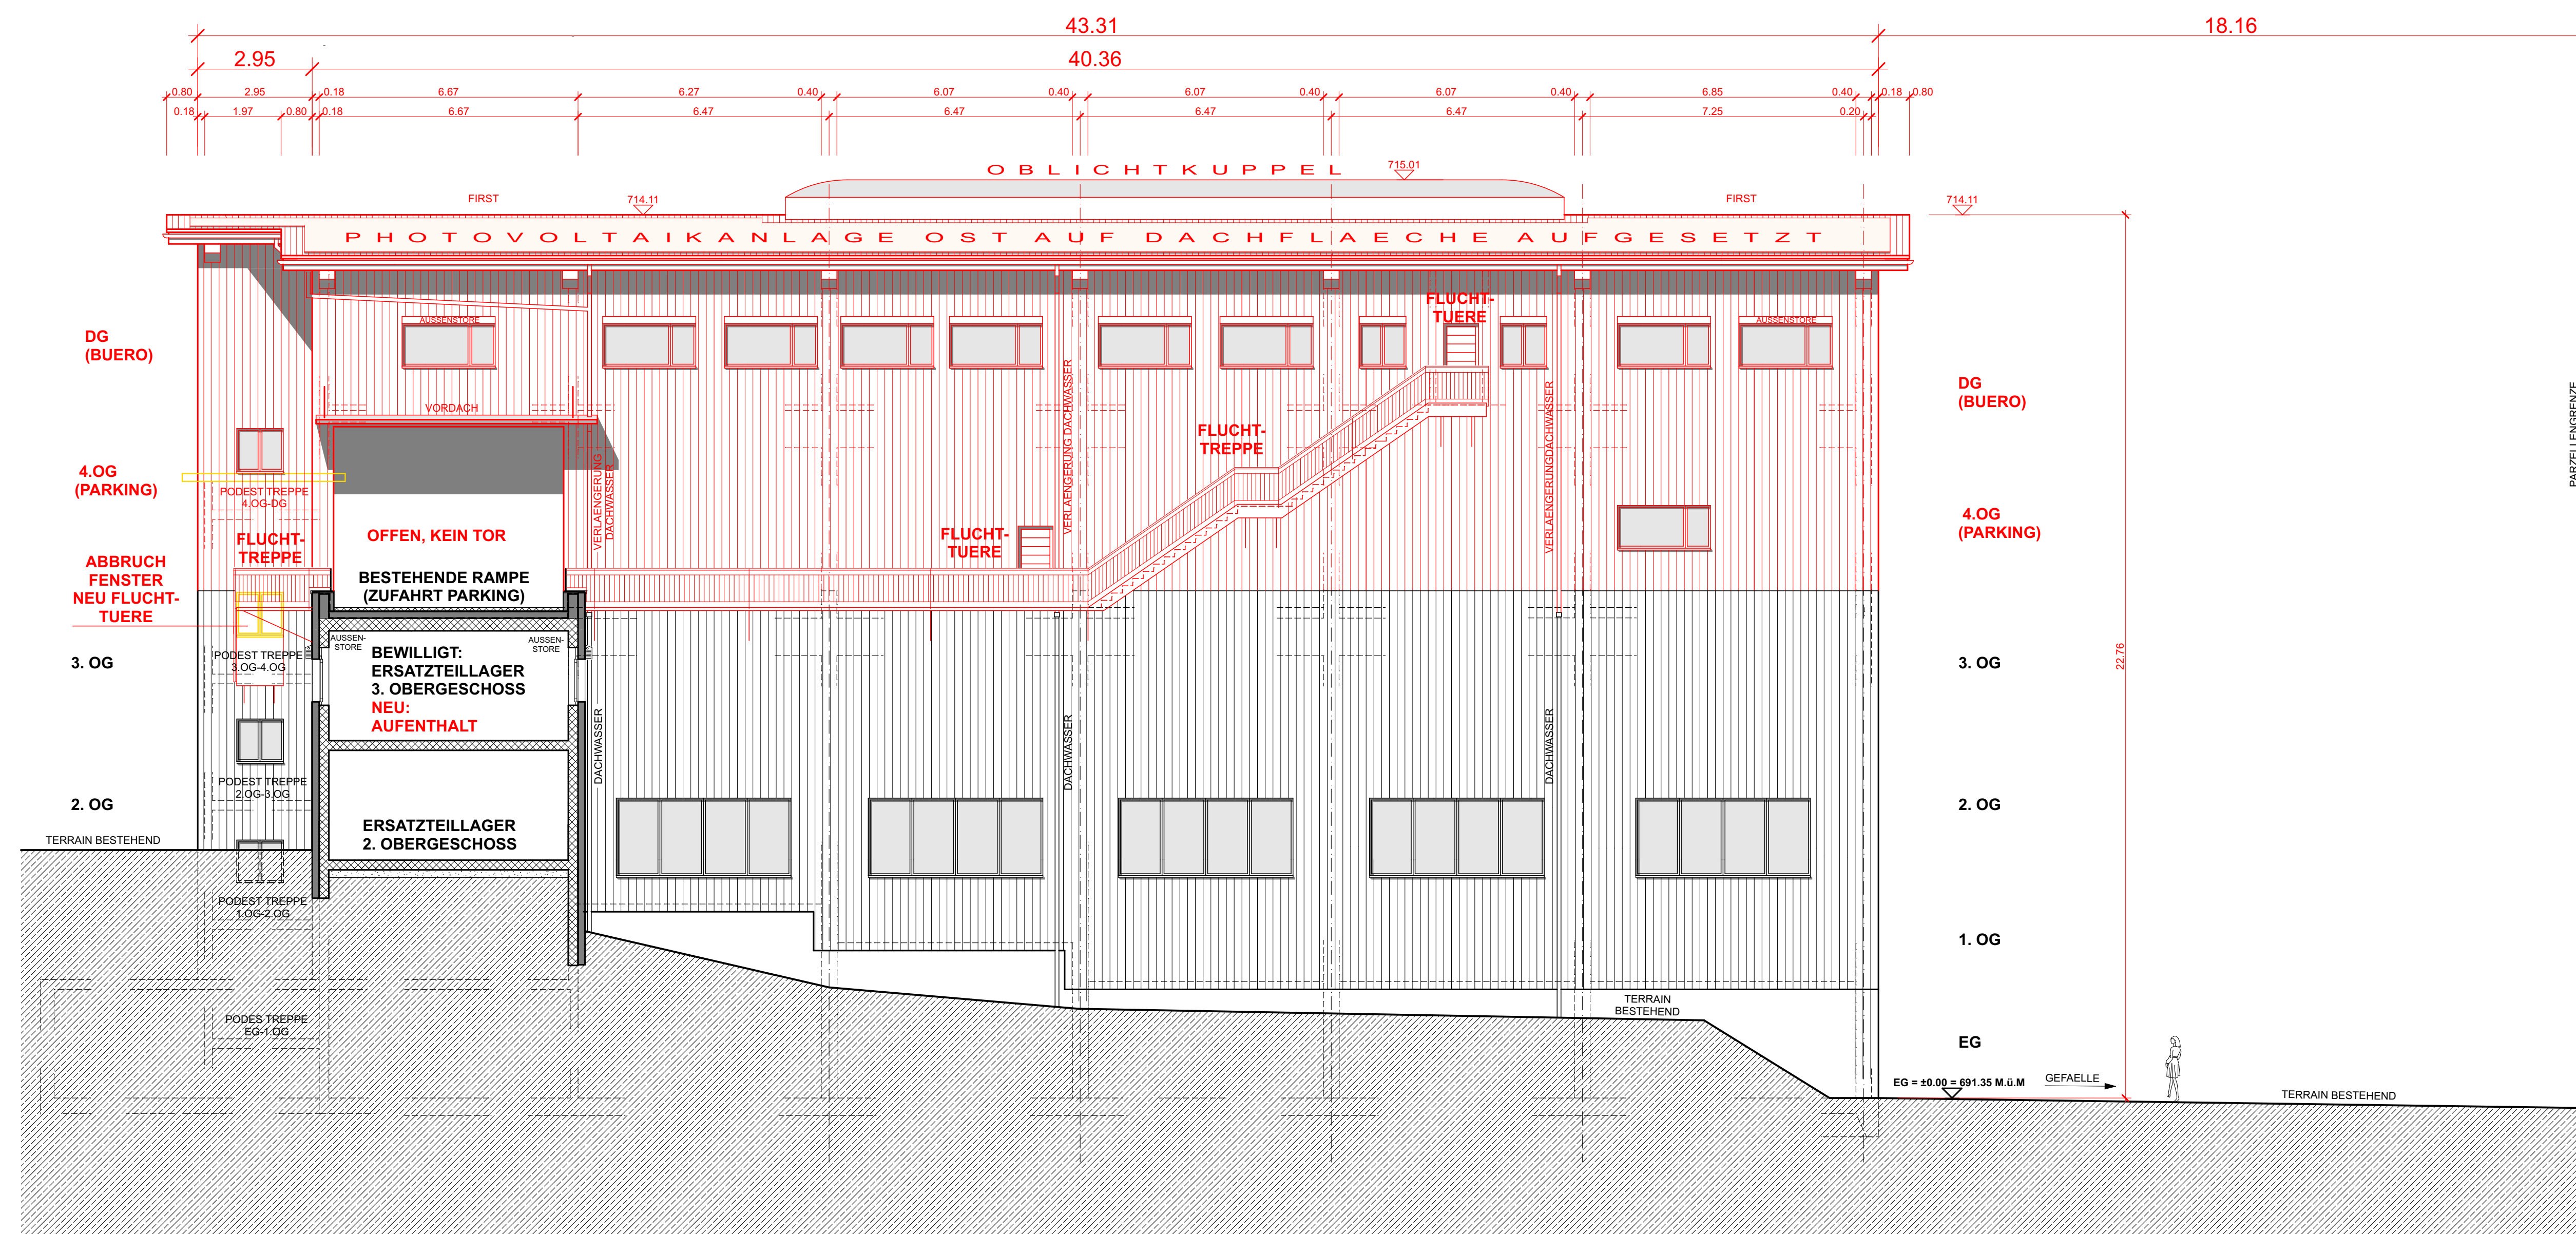 43.31
18.16
2.95
40.36
0.80
2.95
0.18
6.67
6.27
0.40
6.07
0.40
6.07
0.40
6.07
0.40
6.85
0.40
0.18
0.80
0.18
1.97
0.80
0.18
6.67
6.47
6.47
6.47
6.47
7.25
0.20
OBLICHTKUPPEL
715.01
FIRST
714.11
FIRST
714.11
PHOTOVOLTAIKANLAGE OST AUF DACHFLAECHE AUFGESETZT
FLUCHT-
TUERE
AUSSENSTORE
AUSSENSTORE
DG
(BUERO)
DG
(BUERO)
VORDACH
VERLAENGERUNG DACHWASSER
VERLAENGERUNGDACHWASSER
PARZELLENGRENZE
FLUCHT-
TREPPE
4.OG
(PARKING)
PODEST TREPPE
4.OG-DG
VERLAENGERUNG
DACHWASSER
4.OG
(PARKING)
OFFEN, KEIN TOR
FLUCHT-
TUERE
FLUCHT-
TREPPE
ABBRUCH
FENSTER
NEU FLUCHT-
TUERE
BESTEHENDE RAMPE
(ZUFAHRT PARKING)
AUSSEN-
STORE
AUSSEN-
STORE
PODEST TREPPE
3.OG-4.OG
BEWILLIGT:
ERSATZTEILLAGER
3. OBERGESCHOSS
NEU:
AUFENTHALT
3. OG
3. OG
22.76
DACHWASSER
DACHWASSER
DACHWASSER
PODEST TREPPE
2.OG-3.OG
2. OG
2. OG
ERSATZTEILLAGER
2. OBERGESCHOSS
TERRAIN BESTEHEND
PODEST TREPPE
1.OG-2.OG
1. OG
PODES TREPPE
EG-1.OG
TERRAIN
BESTEHEND
EG
EG = ±0.00 = 691.35 M.ü.M
GEFAELLE
TERRAIN BESTEHEND